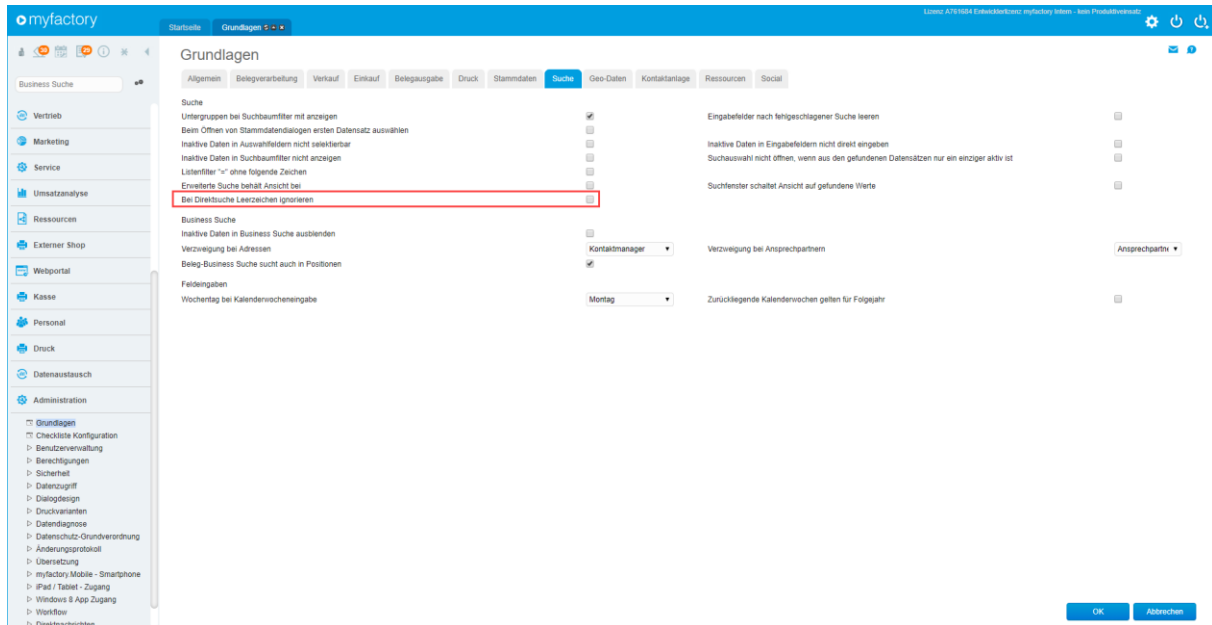 myfactory
Startseite
Grundlagen
Lizenz A761684 Entwicklerlizenz myfactory Intern - kein Produktiveinsatz
Grundlagen
Business Suche
Allgemein Belegverarbeitung Verkauf Einkauf Belegausgabe Druck Stammdaten Suche Geo-Daten Kontaktanlage Ressourcen Social
Vertrieb
Marketing
Service
Umsatzanalyse
Ressourcen
Externer Shop
Webportal
Kasse
Personal
Druck
Datenaustausch
Administration
Grundlagen
Checkliste Konfiguration
Benutzerverwaltung
Berechtigungen
Sicherheit
Datenzugriff
Dialogdesign
Druckvarianten
Datendiagnose
Datenschutz-Grundverordnung
Änderungsprotokoll
Übersetzung
myfactory.Mobile - Smartphone
iPad / Tablet - Zugang
Windows 8 App Zugang
Workflow
Direktnachrichten
Suche
Untergruppen bei Suchbaumfilter mit anzeigen
Eingabefelder nach fehlgeschlagener Suche leeren
Beim Öffnen von Stammdatendialogen ersten Datensatz auswählen
Inaktive Daten in Auswahlfeldern nicht selektierbar
Inaktive Daten in Eingabefeldern nicht direkt eingeben
Inaktive Daten in Suchbaumfilter nicht anzeigen
Suchauswahl nicht öffnen, wenn aus den gefundenen Datensätzen nur ein einziger aktiv ist
Listenfilter "=" ohne folgende Zeichen
Erweiterte Suche behält Ansicht bei
Suchfenster schaltet Ansicht auf gefundene Werte
Bei Direktsuche Leerzeichen ignorieren
Business Suche
Inaktive Daten in Business Suche ausblenden
Verzweigung bei Adressen Kontaktmanager
Verzweigung bei Ansprechpartnern Ansprechpartne
Beleg-Business Suche sucht auch in Positionen
Feldeingaben
Wochentag bei Kalenderwocheneingabe Montag
Zurückliegende Kalenderwochen gelten für Folgejahr
OK Abbrechen